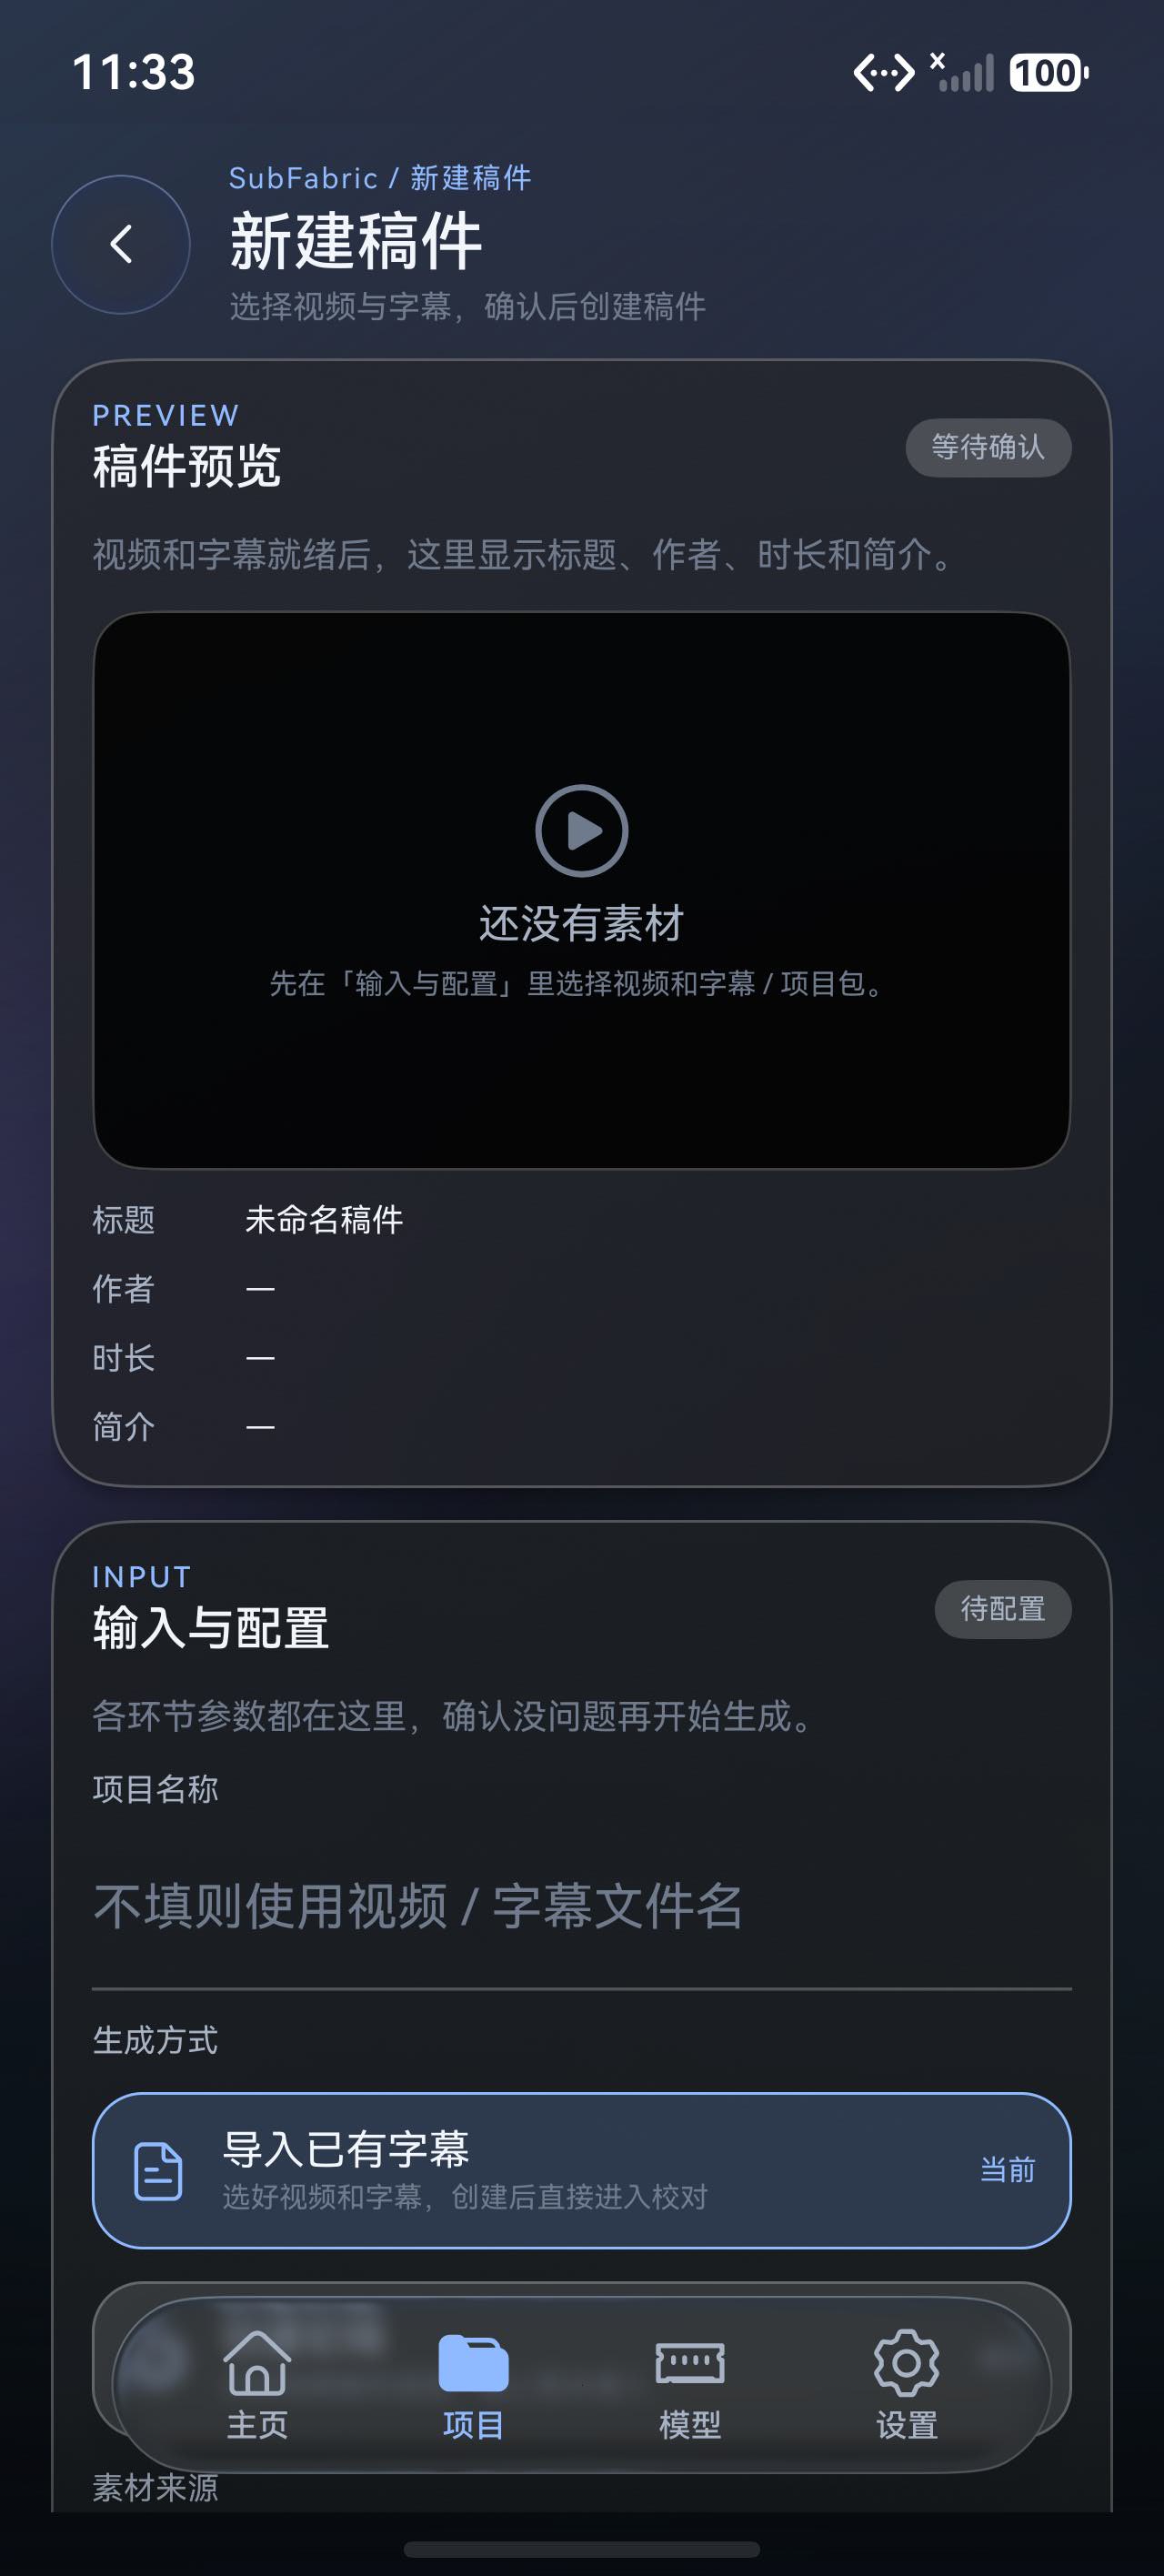 11:33
100
SubFabric / 新建稿件
新建稿件
选择视频与字幕，确认后创建稿件
PREVIEW
稿件预览
等待确认
视频和字幕就绪后，这里显示标题、作者、时长和简介。
还没有素材
先在「输入与配置」里选择视频和字幕 / 项目包。
标题 未命名稿件
作者 —
时长 —
简介 —
INPUT
输入与配置
待配置
各环节参数都在这里，确认没问题再开始生成。
项目名称
不填则使用视频 / 字幕文件名
生成方式
导入已有字幕
选好视频和字幕，创建后直接进入校对
当前
主页
项目
模型
设置
素材来源